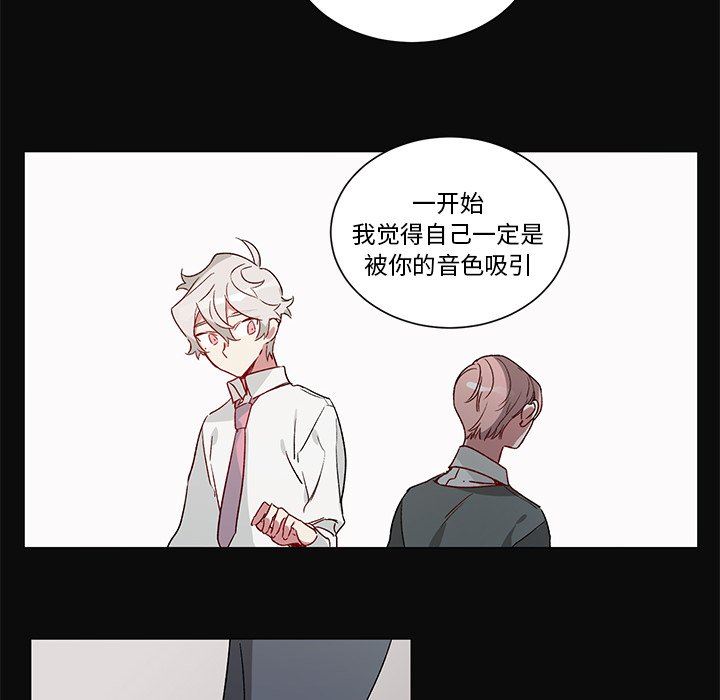 一开始
我觉得自己一定是
被你的音色吸引